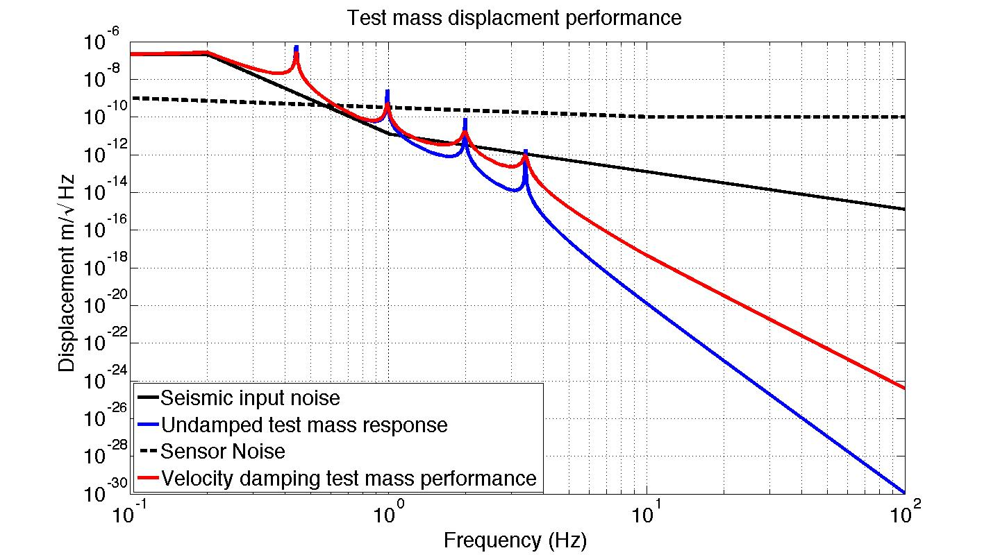 Test mass displacment performance
10^-6
10^-8
10^-10
10^-12
10^-14
10^-16
10^-18
10^-20
10^-22
10^-24
10^-26
10^-28
10^-30
Displacement m/√ Hz
Seismic input noise
Undamped test mass response
Sensor Noise
Velocity damping test mass performance
10^-1 10^0 10^1 10^2
Frequency (Hz)